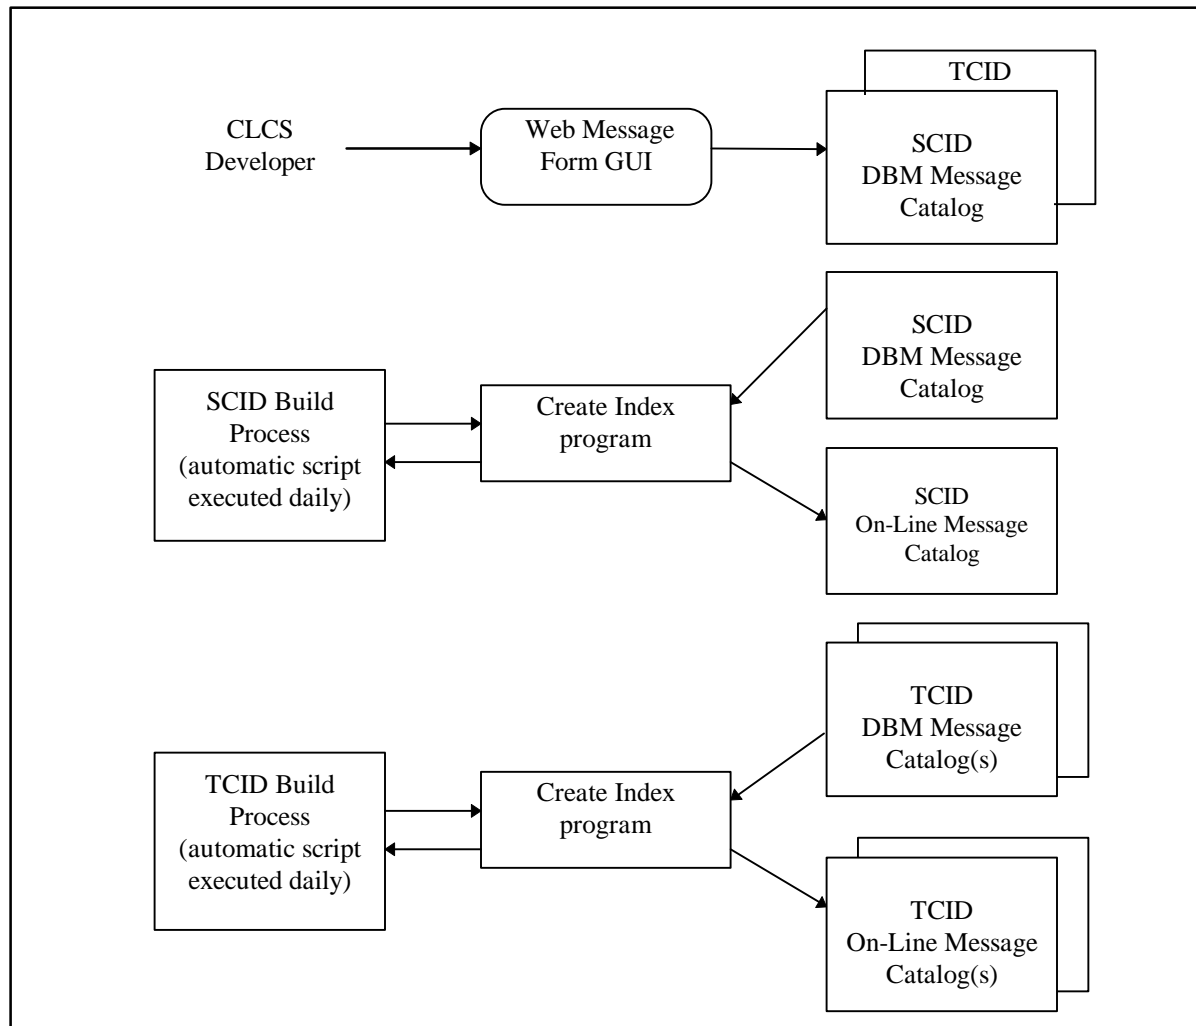 TCID
CLCS
Developer
Web Message
Form GUI
SCID
DBM Message
Catalog
SCID
DBM Message
Catalog
SCID Build
Process
(automatic script
executed daily)
Create Index
program
SCID
On-Line Message
Catalog
TCID
DBM Message
Catalog(s)
TCID Build
Process
(automatic script
executed daily)
Create Index
program
TCID
On-Line Message
Catalog(s)